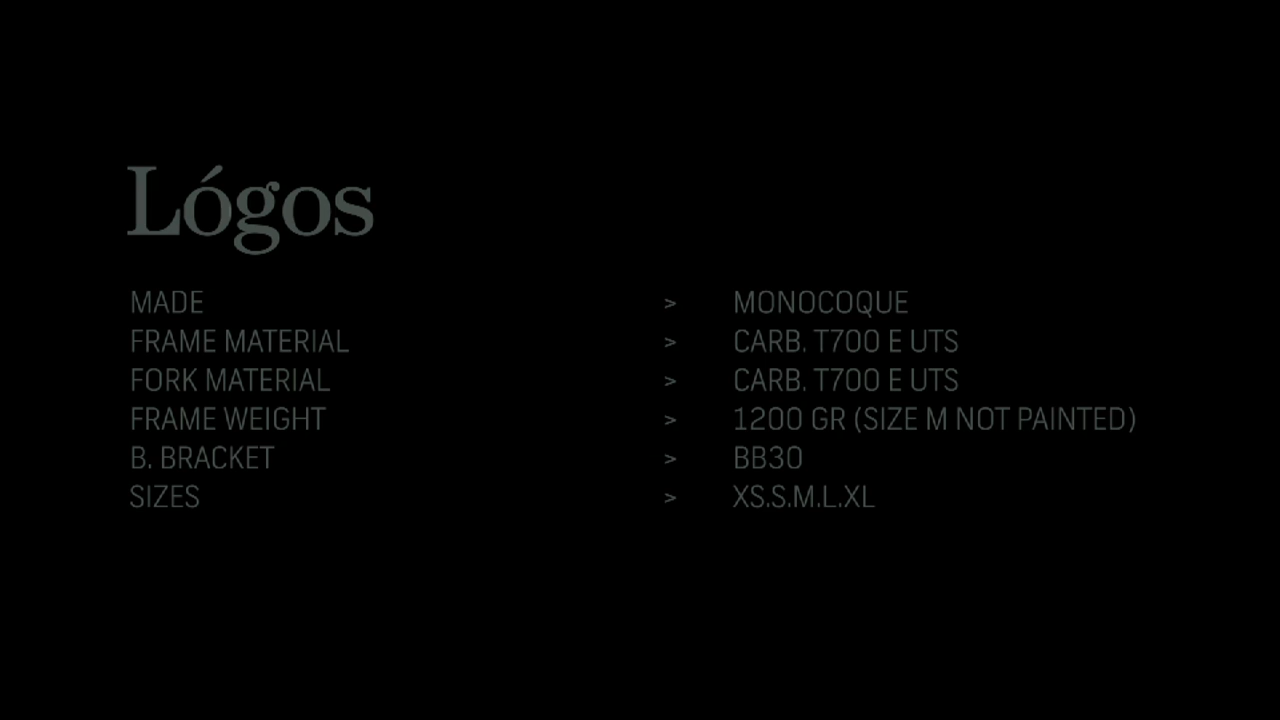 Lógos
MADE > MONOCOQUE
FRAME MATERIAL > CARB. T700 E UTS
FORK MATERIAL > CARB. T700 E UTS
FRAME WEIGHT > 1200 GR (SIZE M NOT PAINTED)
B. BRACKET > BB30
SIZES > XS.S.M.L.XL